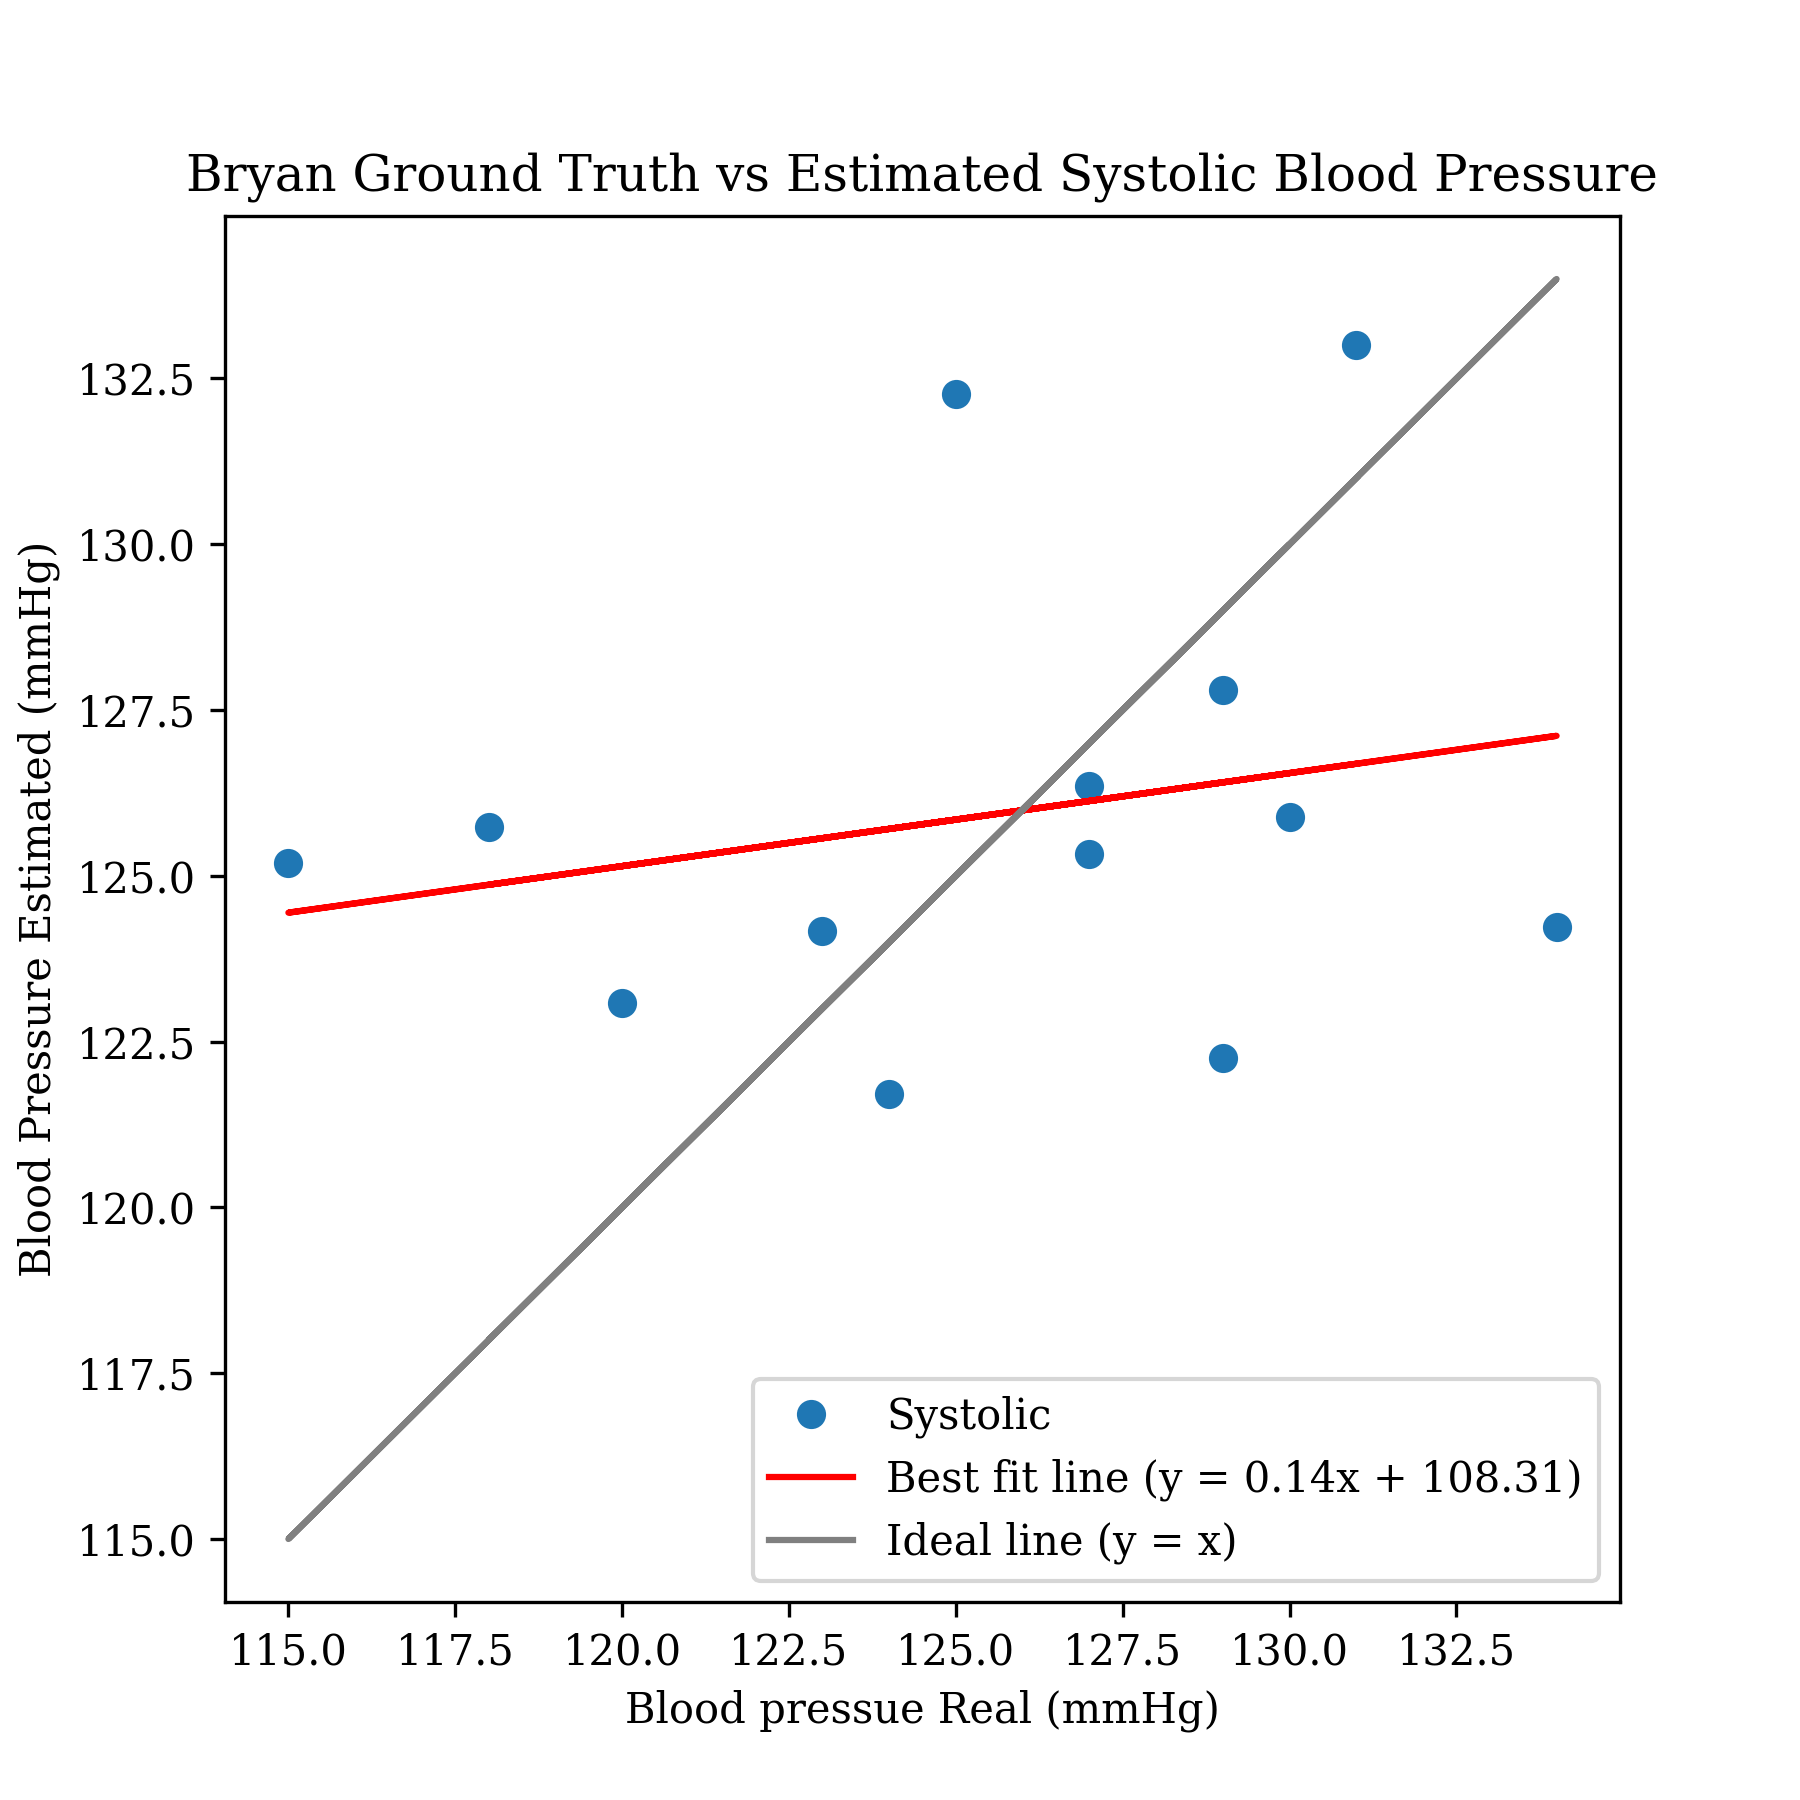 Bryan Ground Truth vs Estimated Systolic Blood Pressure
Blood Pressure Estimated (mmHg)
132.5
130.0
127.5
125.0
122.5
120.0
117.5
115.0
Systolic
Best fit line (y = 0.14x + 108.31)
Ideal line (y = x)
115.0 117.5 120.0 122.5 125.0 127.5 130.0 132.5
Blood pressue Real (mmHg)